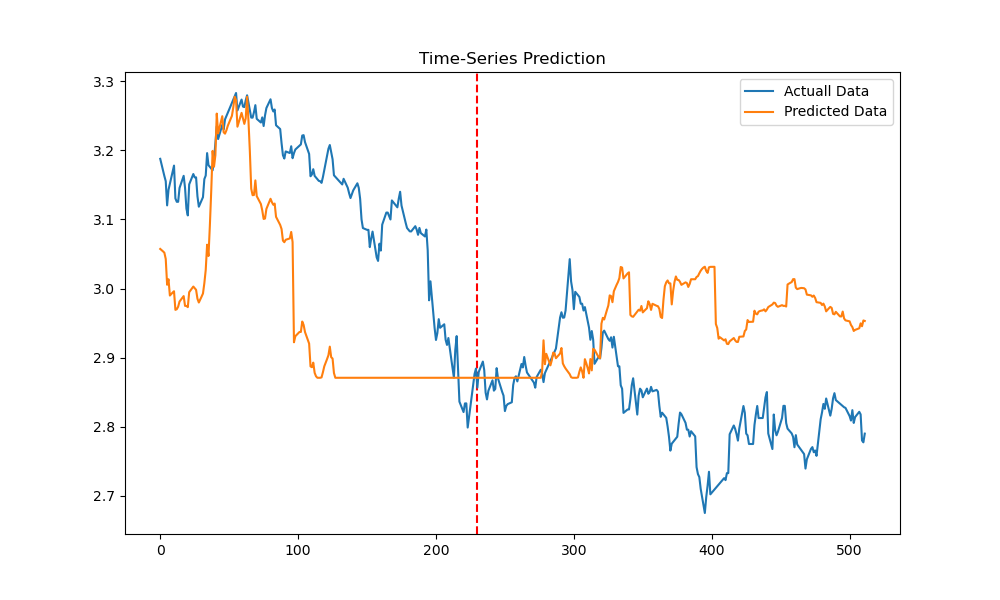 Time-Series Prediction
Actuall Data
Predicted Data
3.3
3.2
3.1
3.0
2.9
2.8
2.7
0 100 200 300 400 500